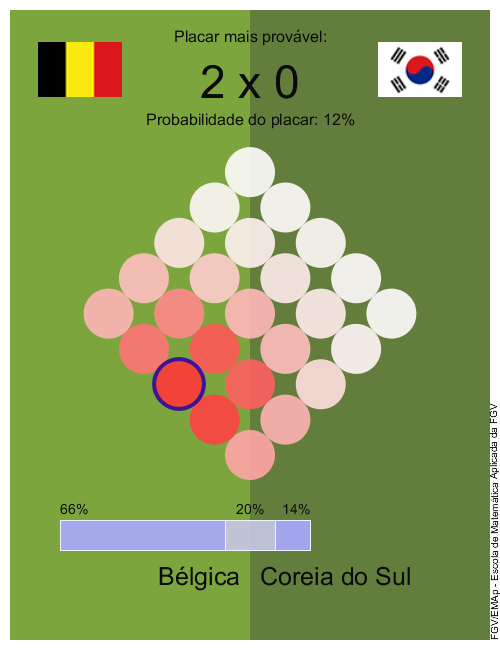 Placar mais provável:
2 x 0
Probabilidade do placar: 12%
66%
20%
14%
Bélgica
Coreia do Sul
FGV/EMAp - Escola de Matemática Aplicada da FGV